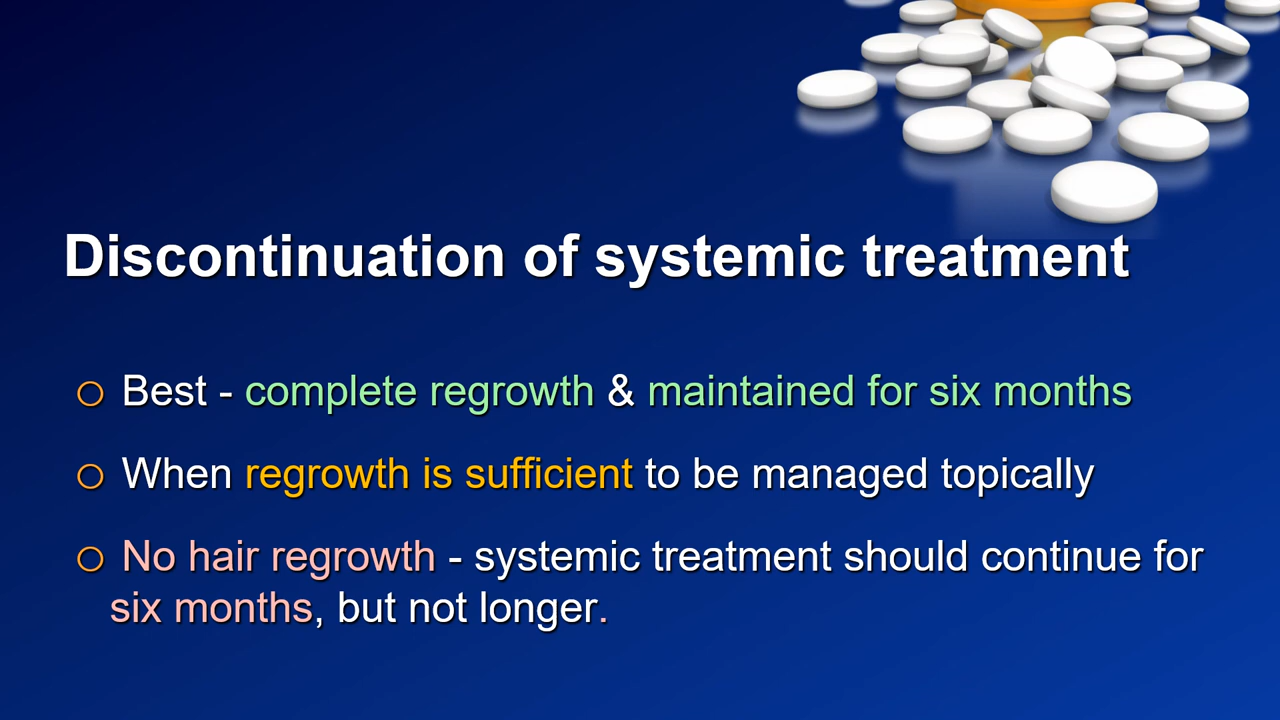 Discontinuation of systemic treatment
Best - complete regrowth & maintained for six months
When regrowth is sufficient to be managed topically
No hair regrowth - systemic treatment should continue for
six months, but not longer.